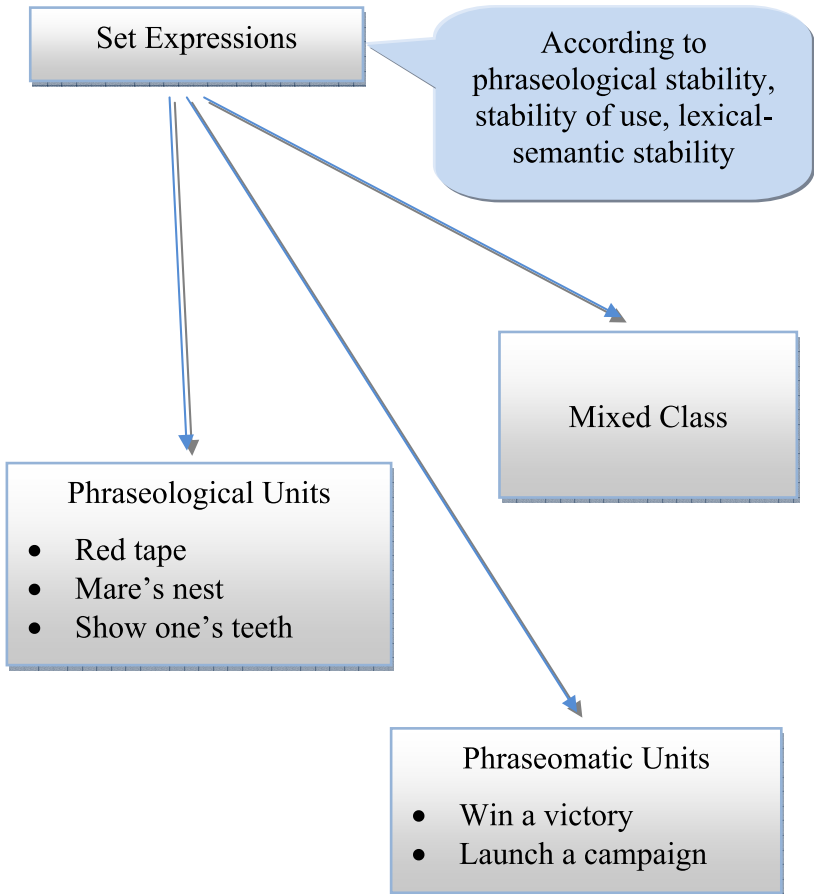 Set Expressions
According to
phraseological stability,
stability of use, lexical-
semantic stability
Mixed Class
Phraseological Units
• Red tape
• Mare’s nest
• Show one’s teeth
Phraseomatic Units
• Win a victory
• Launch a campaign